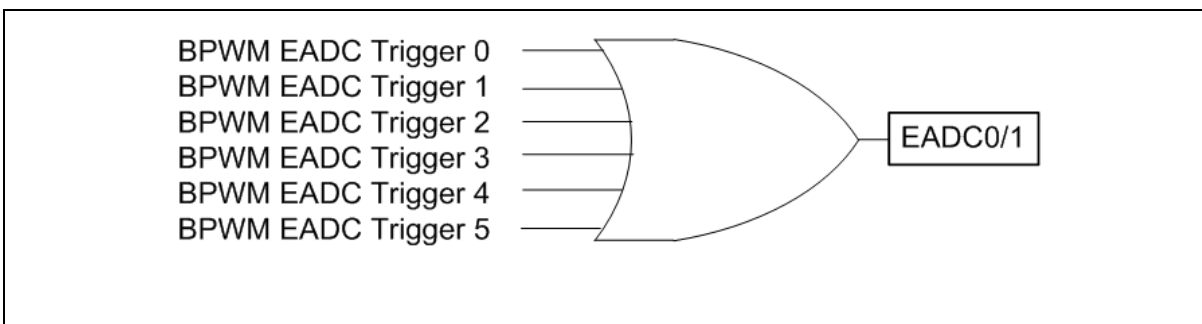 BPWM EADC Trigger 0
BPWM EADC Trigger 1
BPWM EADC Trigger 2
BPWM EADC Trigger 3
BPWM EADC Trigger 4
BPWM EADC Trigger 5
EADC0/1